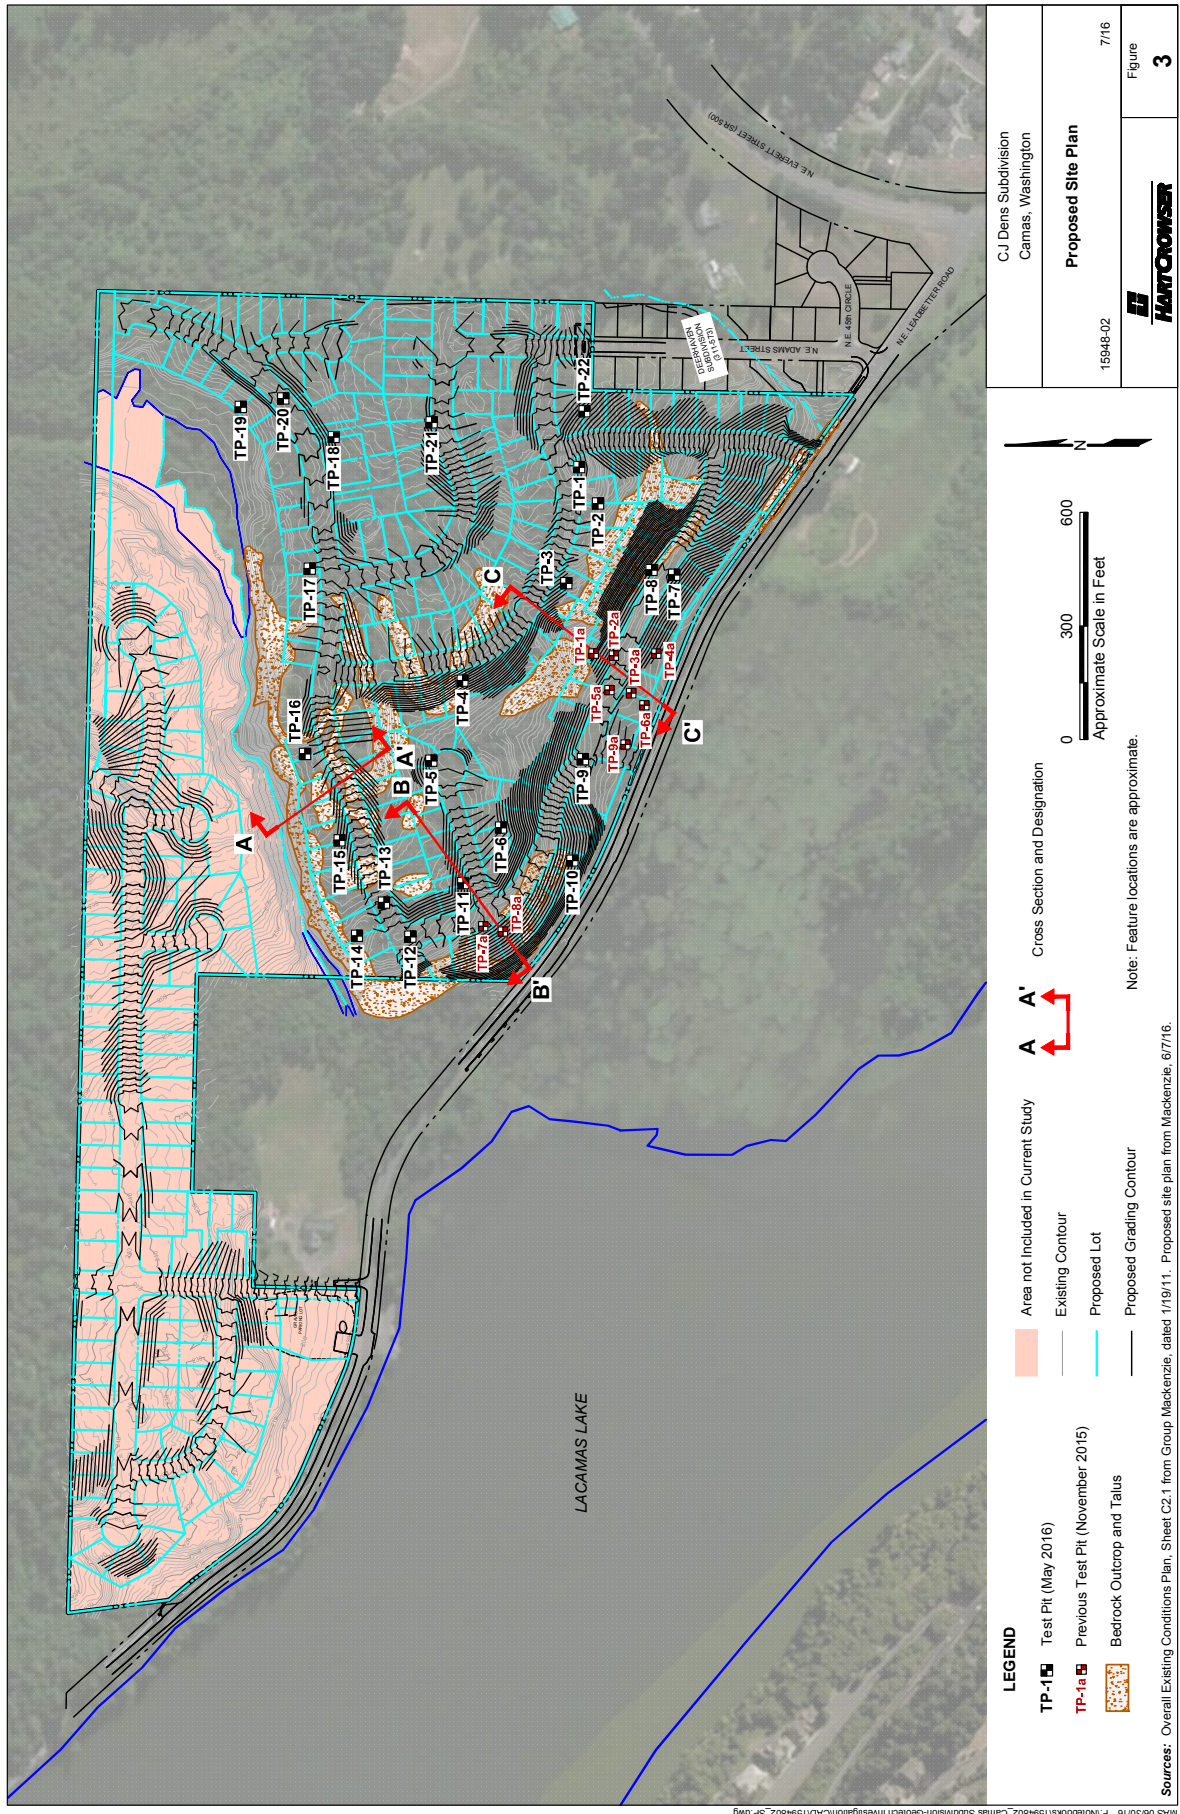 TP-19
TP-20
TP-18
TP-21
TP-22
TP-17
TP-16
TP-1
TP-2
TP-3
TP-4
TP-5
TP-6
TP-7
TP-8
TP-9
TP-10
TP-11
TP-12
TP-13
TP-14
TP-15
TP-1a
TP-2a
TP-3a
TP-4a
TP-5a
TP-6a
TP-7a
TP-8a
TP-9a
A
A'
B
B'
C
C'
DEERHAVEN
SUBDIVISION
(311-573)
N.E. ADAMS STREET
N.E. 45th CIRCLE
N.E. LEADBETTER ROAD
N.E. EVERETT STREET (SR 500)
PARKING LOT
LACAMAS LAKE
LEGEND
TP-1 Test Pit (May 2016)
TP-1a Previous Test Pit (November 2015)
Bedrock Outcrop and Talus
Area not Included in Current Study
Existing Contour
Proposed Lot
Proposed Grading Contour
A A' Cross Section and Designation
Note: Feature locations are approximate.
0 300 600
Approximate Scale in Feet
N
Sources: Overall Existing Conditions Plan, Sheet C2.1 from Group Mackenzie, dated 1/19/11. Proposed site plan from Mackenzie, 6/7/16.
CJ Dens Subdivision
Camas, Washington
Proposed Site Plan
15948-02 7/16
HARTCROWSER
Figure
3